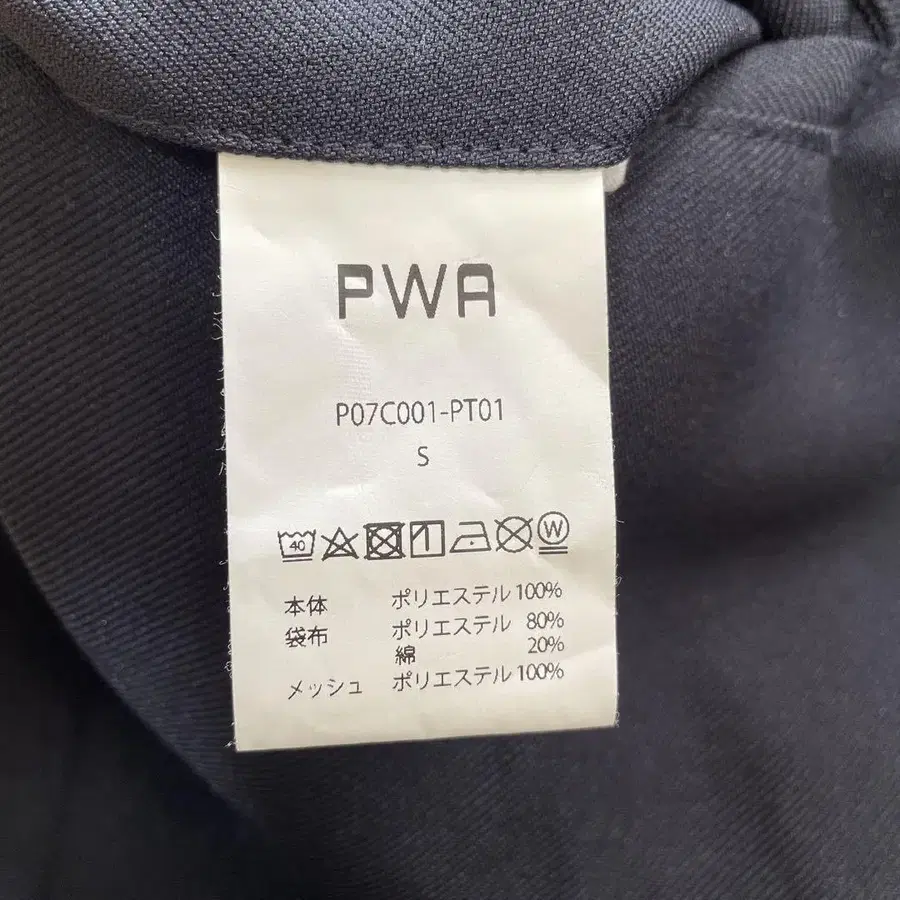 PWA
P07C001-PT01
S
40 W
本体 ポリエステル 100%
袋布 ポリエステル 80%
綿 20%
メッシュ ポリエステル 100%